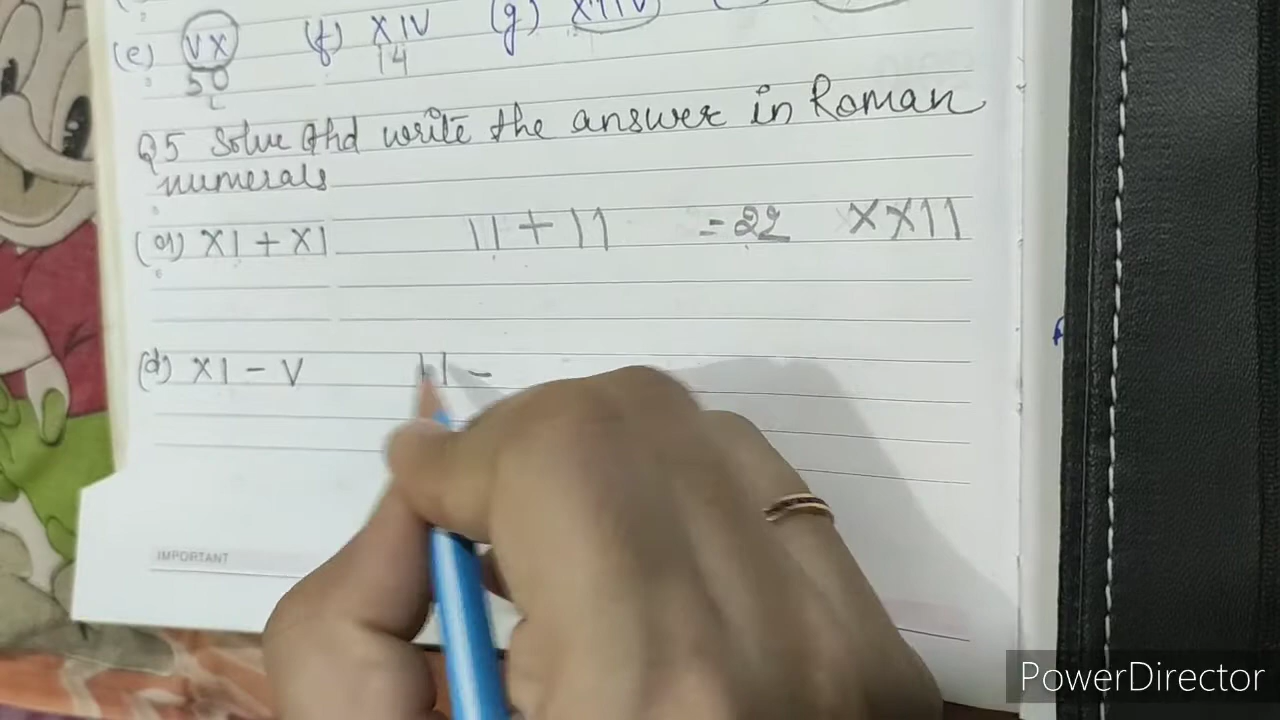 (e) VX (f) XIV (g) XIIV
50 14
L
Q5 Solve And write the answer in Roman
numerals
(a) XI + XI 11 + 11 = 22 XXII
(d) XI - V 11 -
IMPORTANT
PowerDirector